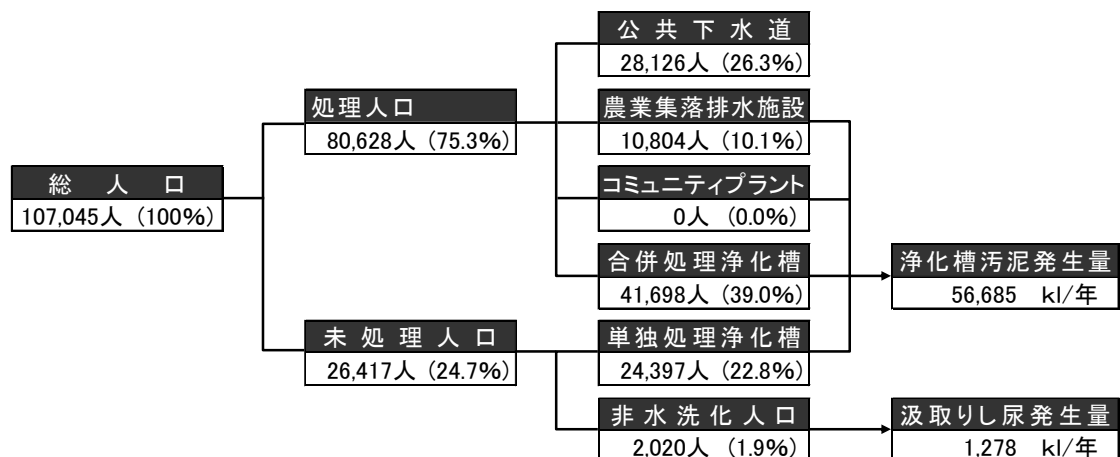 公共下水道
28,126人 (26.3%)
処理人口
80,628人 (75.3%)
農業集落排水施設
10,804人 (10.1%)
総人口
107,045人 (100%)
コミュニティプラント
0人 (0.0%)
合併処理浄化槽
41,698人 (39.0%)
浄化槽汚泥発生量
56,685 kl/年
未処理人口
26,417人 (24.7%)
単独処理浄化槽
24,397人 (22.8%)
非水洗化人口
2,020人 (1.9%)
汲取りし尿発生量
1,278 kl/年